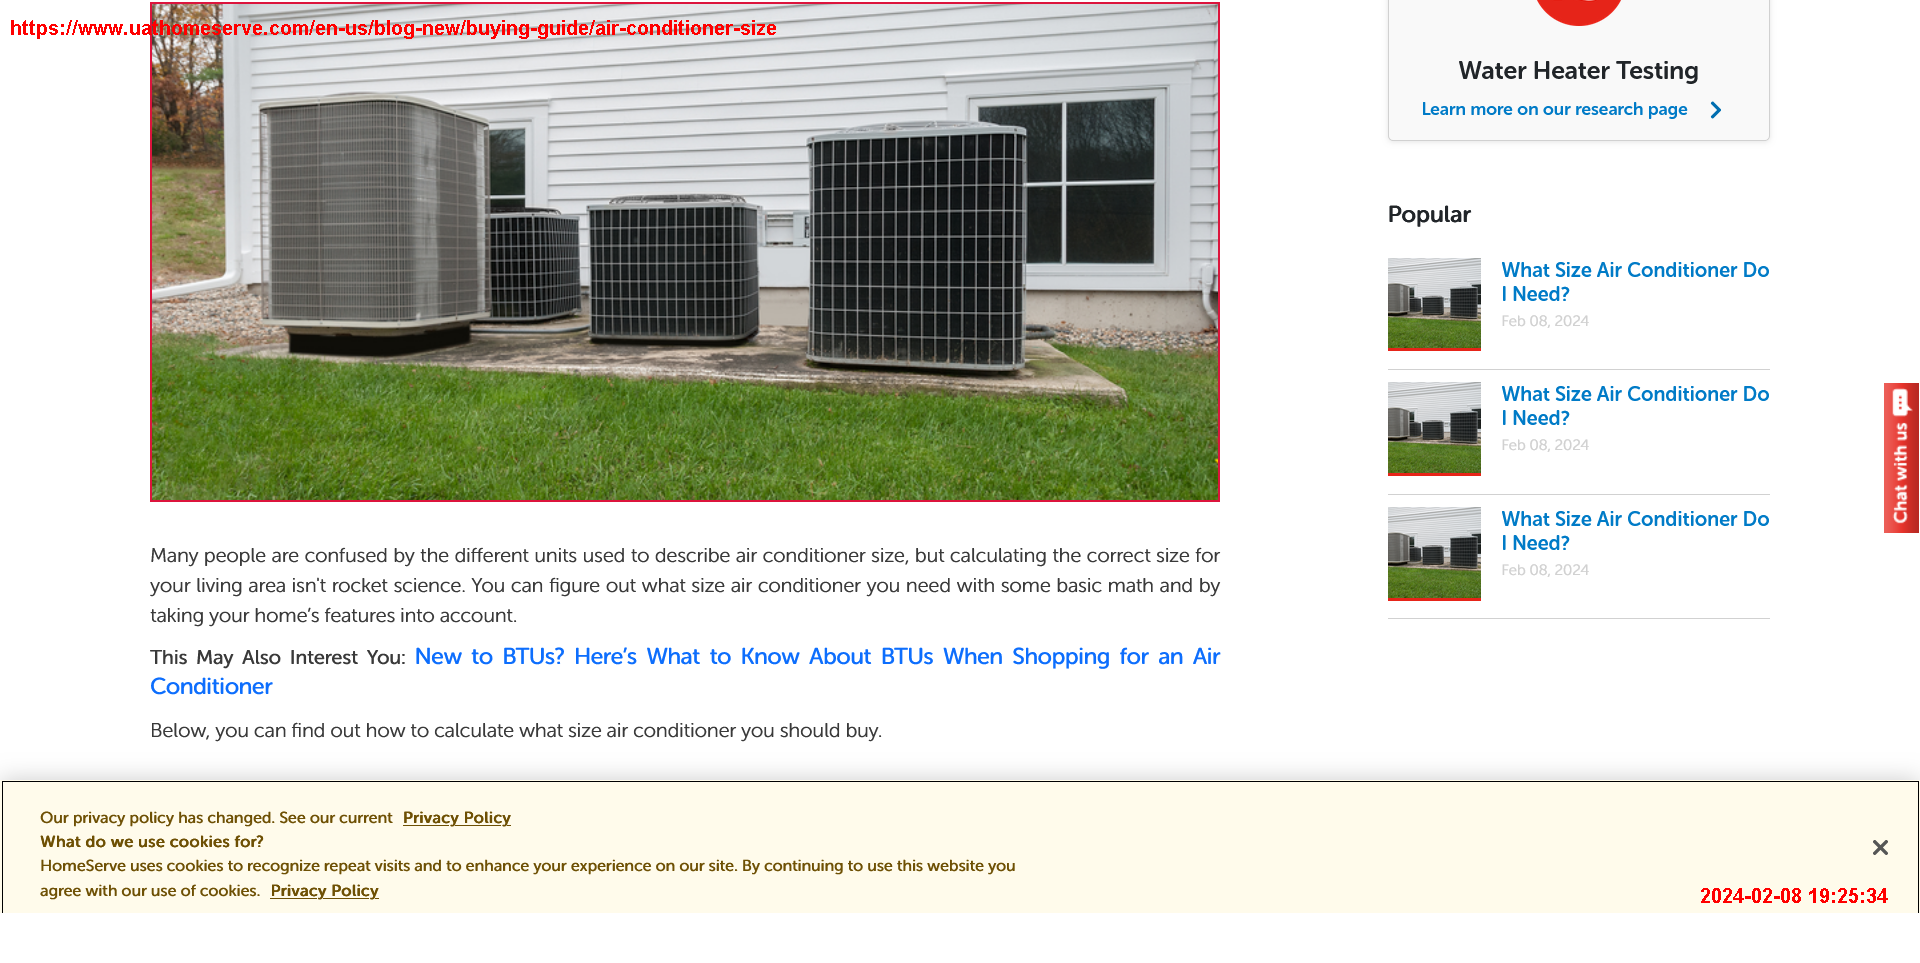 https://www.uathomeserve.com/en-us/blog-new/buying-guide/air-conditioner-size
Water Heater Testing
Learn more on our research page
Popular
What Size Air Conditioner Do
I Need?
Feb 08, 2024
What Size Air Conditioner Do
I Need?
Feb 08, 2024
What Size Air Conditioner Do
I Need?
Feb 08, 2024
Chat with us
Many people are confused by the different units used to describe air conditioner size, but calculating the correct size for
your living area isn't rocket science. You can figure out what size air conditioner you need with some basic math and by
taking your home’s features into account.
This May Also Interest You: New to BTUs? Here’s What to Know About BTUs When Shopping for an Air
Conditioner
Below, you can find out how to calculate what size air conditioner you should buy.
Our privacy policy has changed. See our current Privacy Policy
What do we use cookies for?
HomeServe uses cookies to recognize repeat visits and to enhance your experience on our site. By continuing to use this website you
agree with our use of cookies. Privacy Policy
2024-02-08 19:25:34